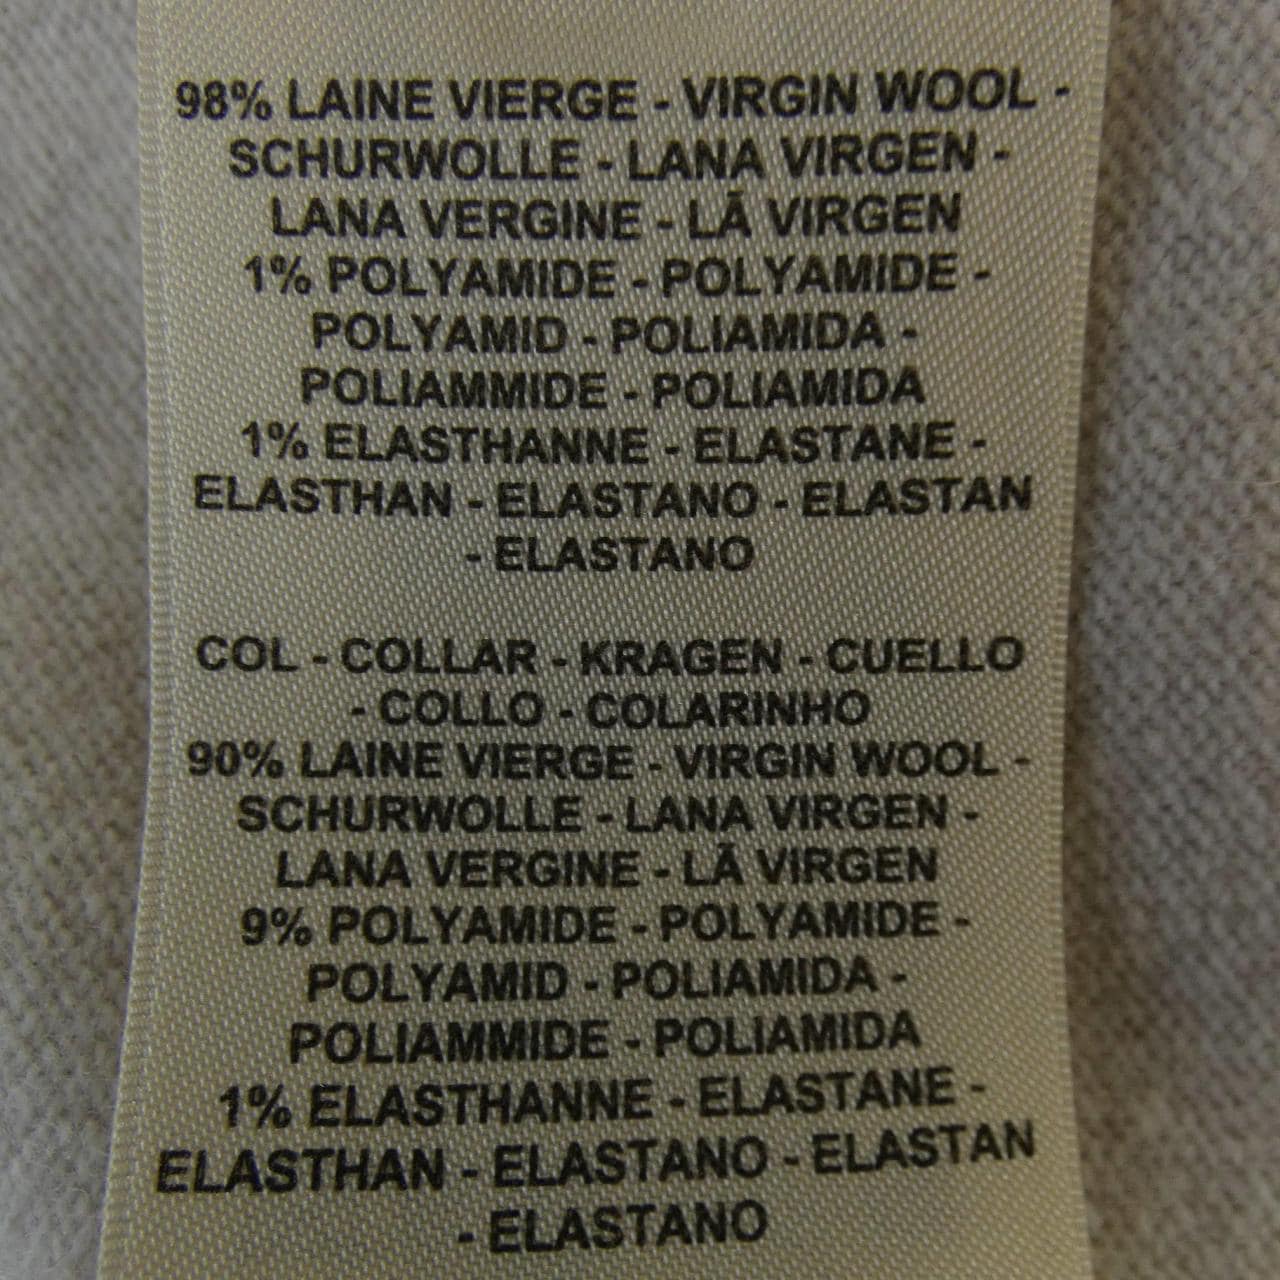 98% LAINE VIERGE - VIRGIN WOOL -
SCHURWOLLE - LANA VIRGEN -
LANA VERGINE - LÃ VIRGEN
1% POLYAMIDE - POLYAMIDE -
POLYAMID - POLIAMIDA -
POLIAMMIDE - POLIAMIDA
1% ELASTHANNE - ELASTANE -
ELASTHAN - ELASTANO - ELASTAN
- ELASTANO
COL - COLLAR - KRAGEN - CUELLO
- COLLO - COLARINHO
90% LAINE VIERGE - VIRGIN WOOL -
SCHURWOLLE - LANA VIRGEN -
LANA VERGINE - LÃ VIRGEN
9% POLYAMIDE - POLYAMIDE -
POLYAMID - POLIAMIDA -
POLIAMMIDE - POLIAMIDA
1% ELASTHANNE - ELASTANE -
ELASTHAN - ELASTANO - ELASTAN
- ELASTANO